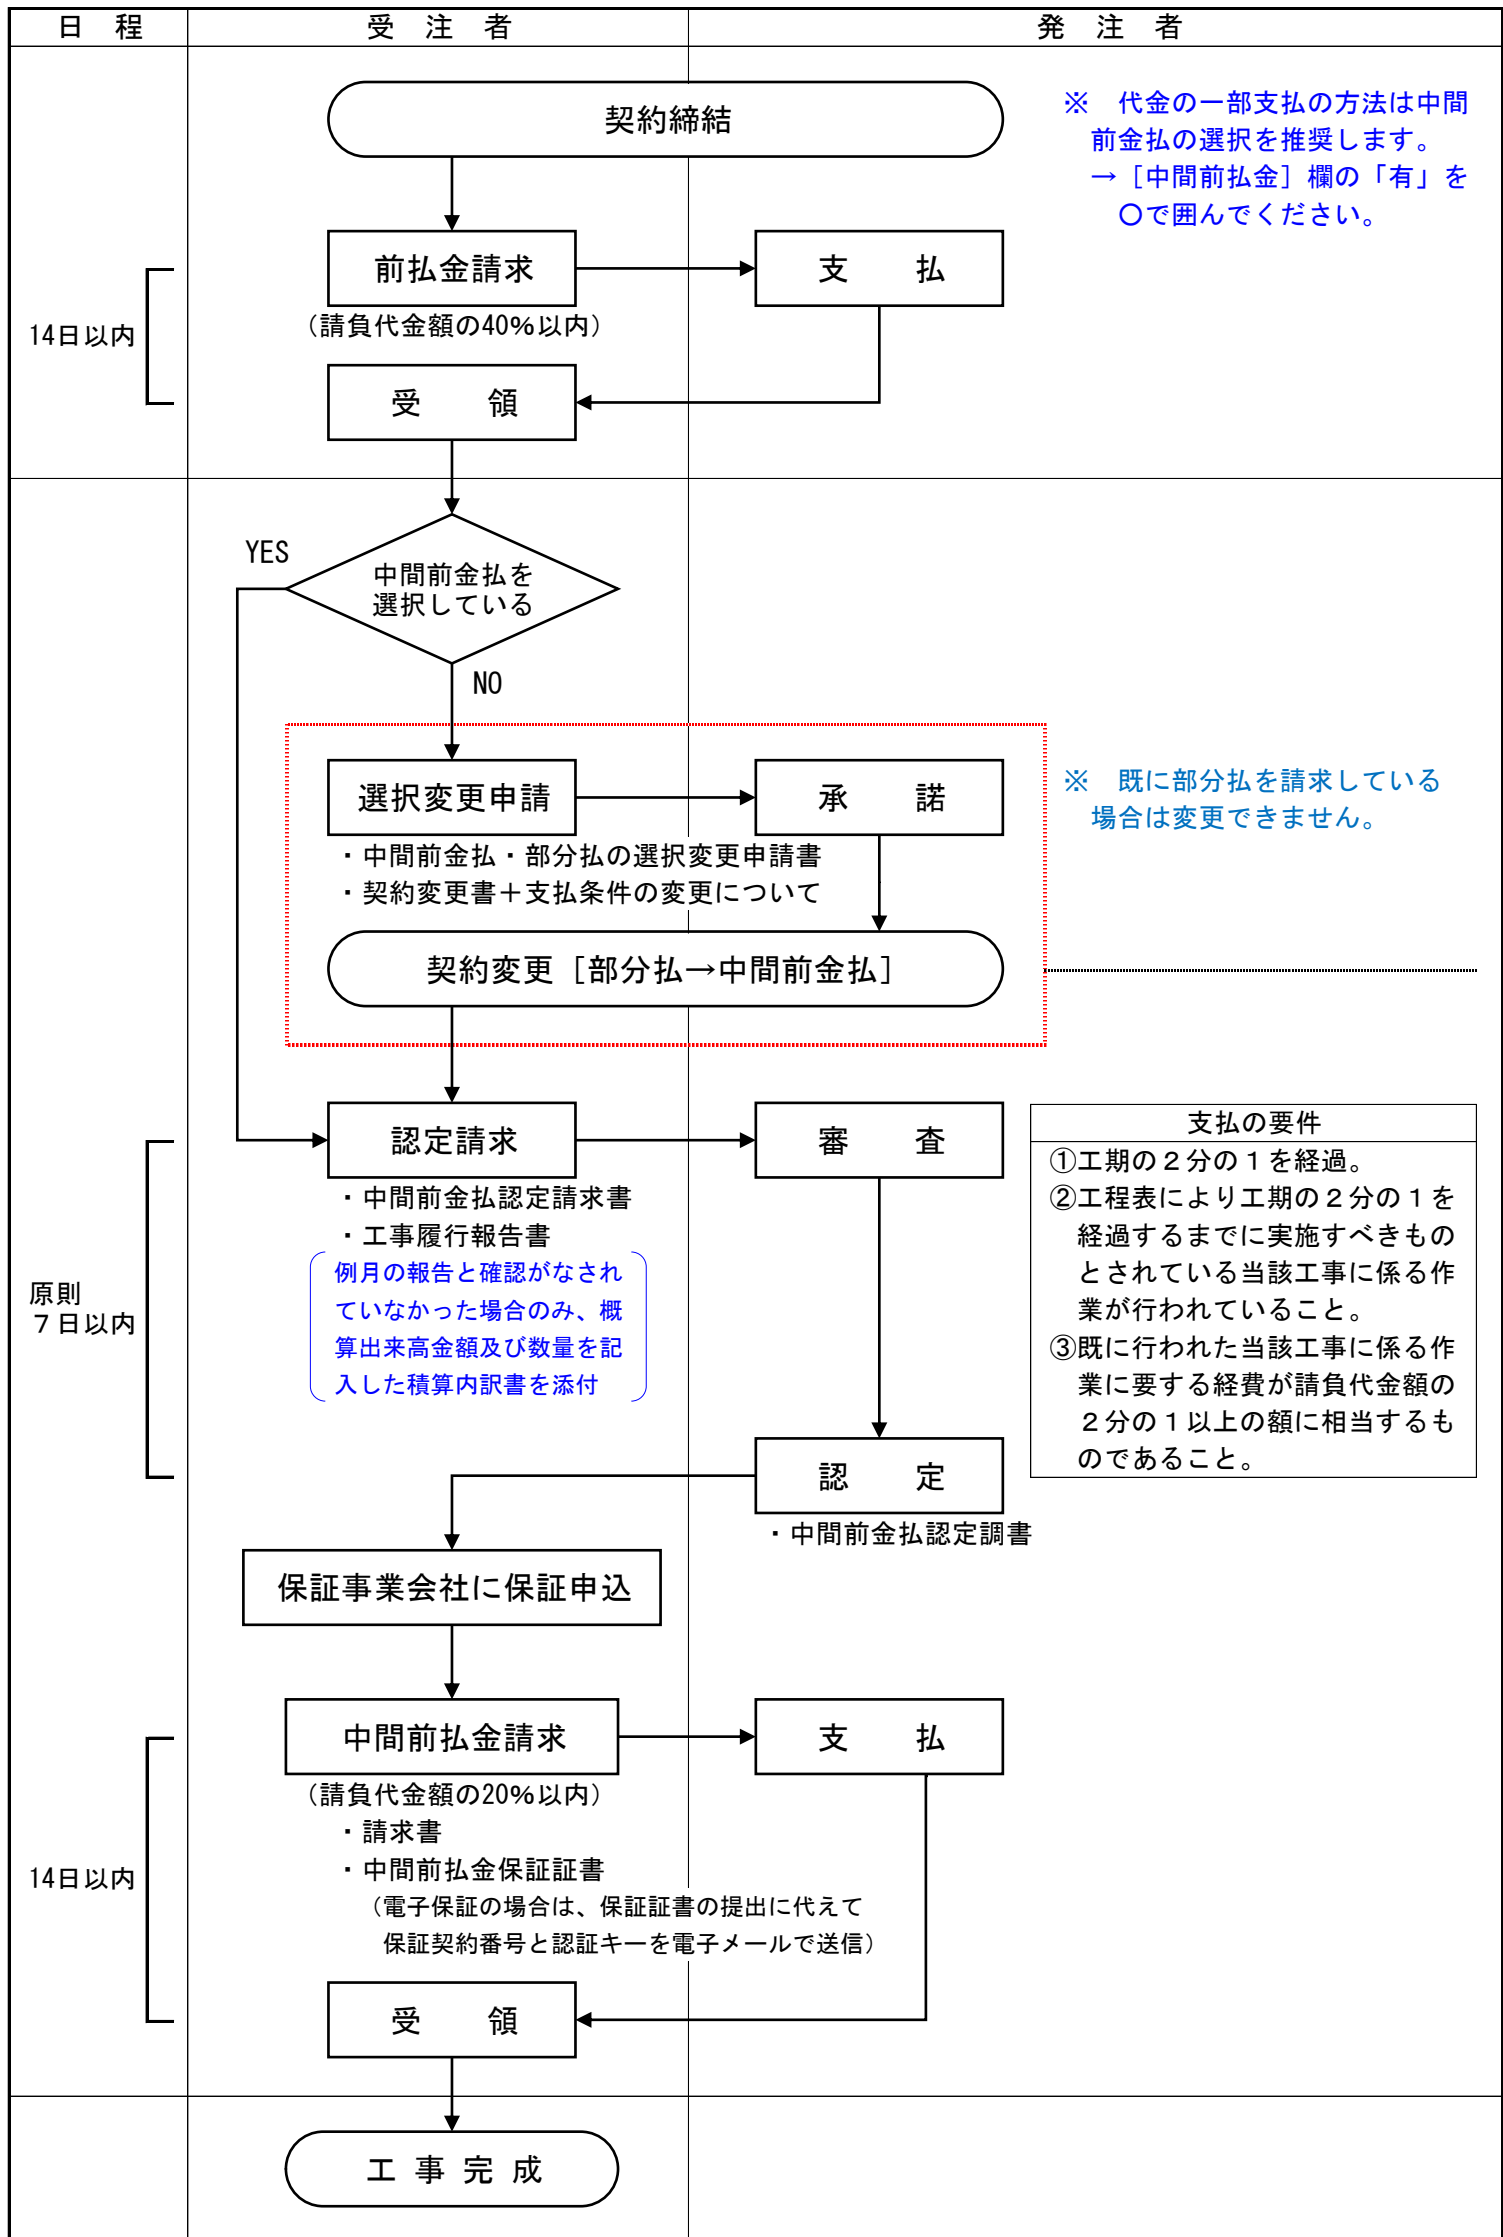 日　程
受　注　者
発　注　者
契約締結
※　代金の一部支払の方法は中間
前金払の選択を推奨します。
→［中間前払金］欄の「有」を
〇で囲んでください。
前払金請求
支　　払
（請負代金額の40％以内）
14日以内
受　　領
YES
中間前金払を
選択している
NO
選択変更申請
承　　諾
※　既に部分払を請求している
場合は変更できません。
・中間前金払・部分払の選択変更申請書
・契約変更書＋支払条件の変更について
契約変更［部分払→中間前金払］
認定請求
審　　査
・中間前金払認定請求書
・工事履行報告書
例月の報告と確認がなされ
ていなかった場合のみ、概
算出来高金額及び数量を記
入した積算内訳書を添付
原則
７日以内
支払の要件
①工期の２分の１を経過。
②工程表により工期の２分の１を
経過するまでに実施すべきもの
とされている当該工事に係る作
業が行われていること。
③既に行われた当該工事に係る作
業に要する経費が請負代金額の
２分の１以上の額に相当するも
のであること。
認　　定
・中間前金払認定調書
保証事業会社に保証申込
中間前払金請求
支　　払
（請負代金額の20％以内）
・請求書
・中間前払金保証証書
（電子保証の場合は、保証証書の提出に代えて
保証契約番号と認証キーを電子メールで送信）
14日以内
受　　領
工 事 完 成